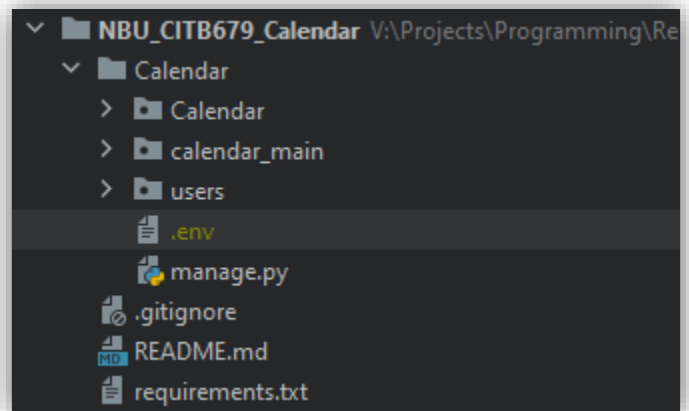 NBU_CITB679_Calendar V:\Projects\Programming\Re
Calendar
Calendar
calendar_main
users
.env
manage.py
.gitignore
MD README.md
requirements.txt